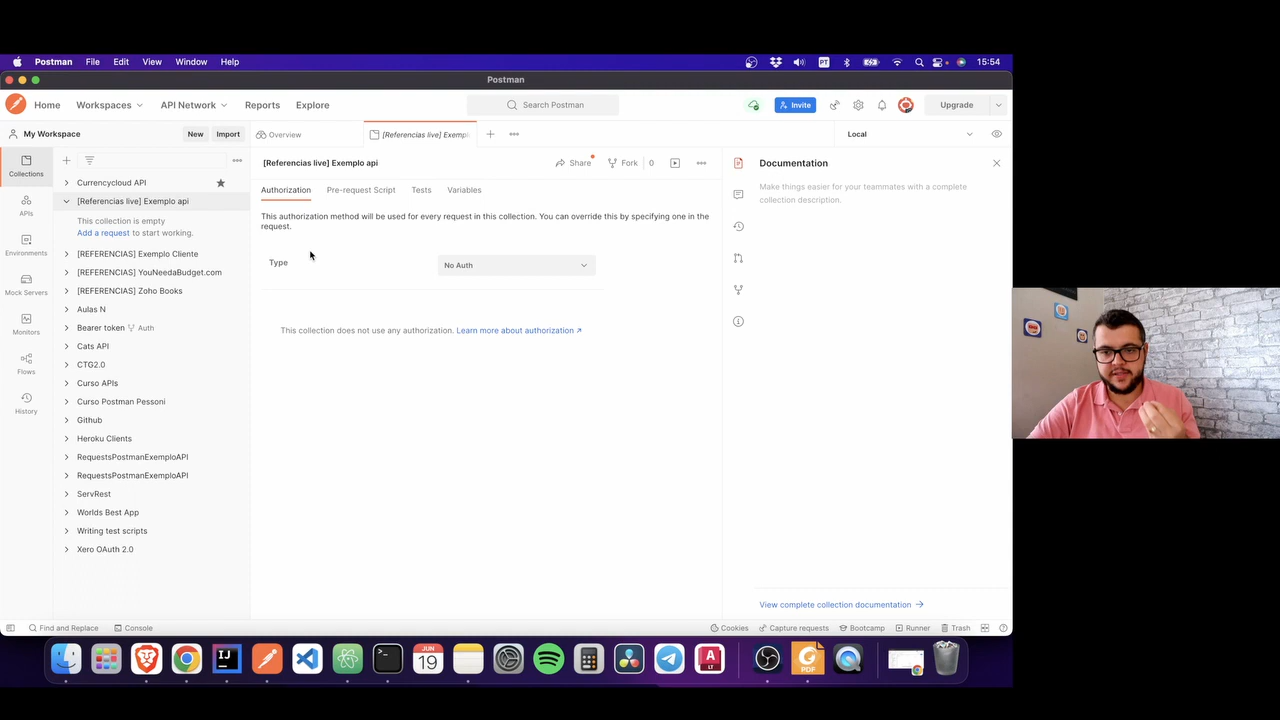 Postman File Edit View Window Help PT 15:54
Postman
Home Workspaces API Network Reports Explore Search Postman Invite Upgrade
My Workspace New Import Overview [Referencias live] Exempl Local
Collections
APIs
Environments
Mock Servers
Monitors
Flows
History
Currencycloud API
[Referencias live] Exemplo api
This collection is empty
Add a request to start working.
[REFERENCIAS] Exemplo Cliente
[REFERENCIAS] YouNeedaBudget.com
[REFERENCIAS] Zoho Books
Aulas N
Bearer token Auth
Cats API
CTG2.0
Curso APIs
Curso Postman Pessoni
Github
Heroku Clients
RequestsPostmanExemploAPI
RequestsPostmanExemploAPI
ServRest
Worlds Best App
Writing test scripts
Xero OAuth 2.0
[Referencias live] Exemplo api Share Fork 0
Authorization Pre-request Script Tests Variables
This authorization method will be used for every request in this collection. You can override this by specifying one in the
request.
Type No Auth
This collection does not use any authorization. Learn more about authorization ↗
Documentation
Make things easier for your teammates with a complete
collection description.
View complete collection documentation →
Find and Replace Console Cookies Capture requests Bootcamp Runner Trash
JUN
19
PDF